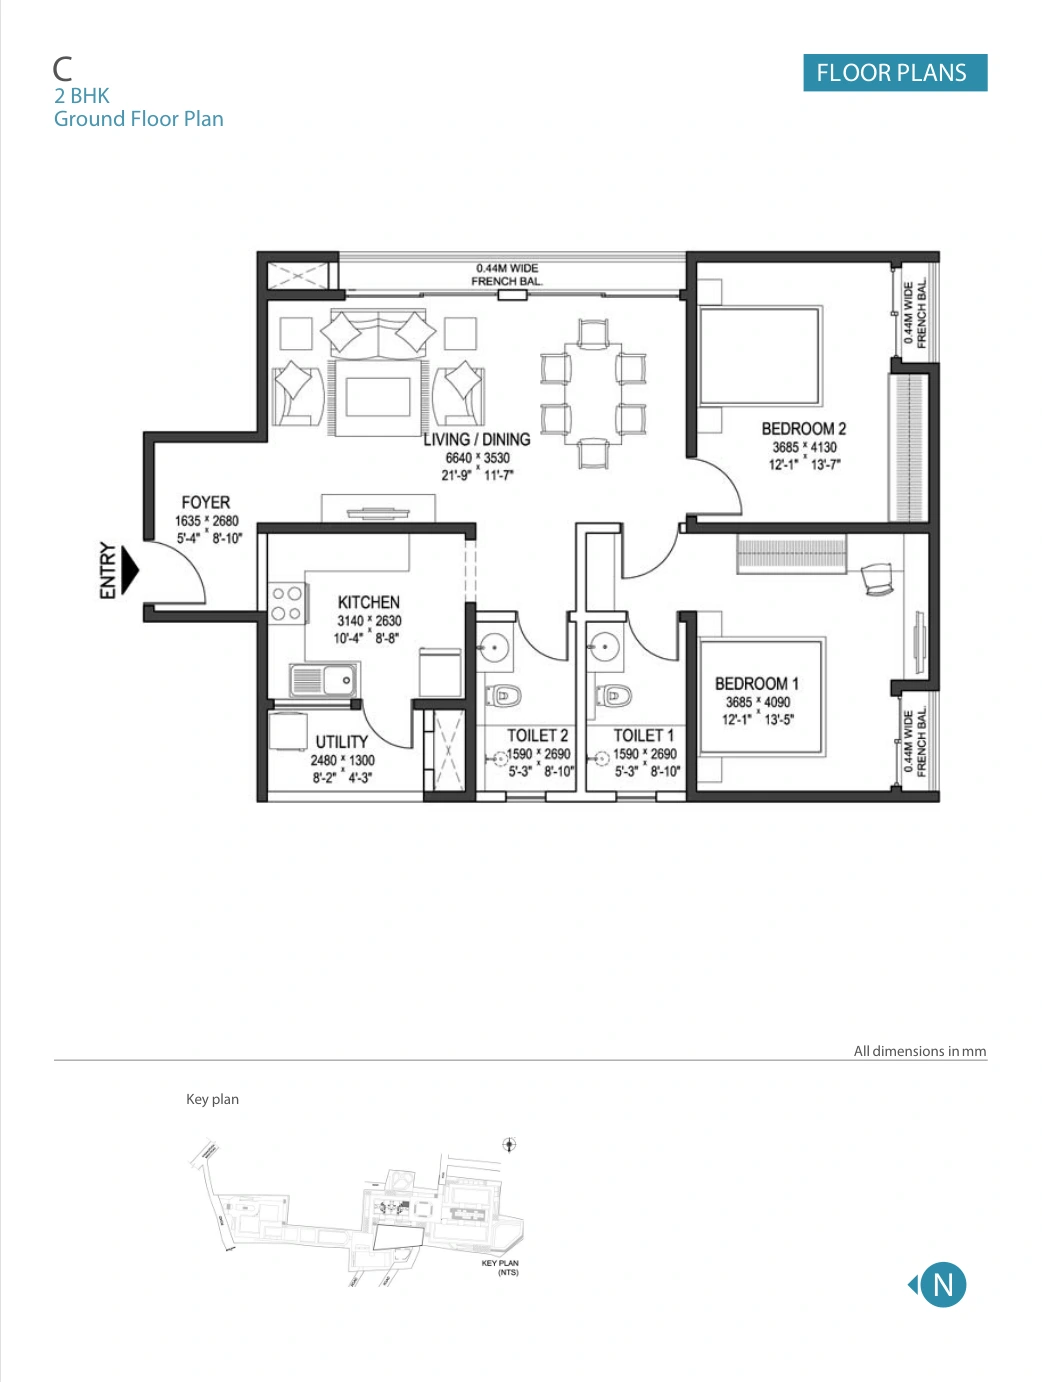 C
2 BHK
Ground Floor Plan
FLOOR PLANS
0.44M WIDE
FRENCH BAL.
0.44M WIDE
FRENCH BAL.
BEDROOM 2
3685 x 4130
12'-1" x 13'-7"
LIVING / DINING
6640 x 3530
21'-9" x 11'-7"
FOYER
1635 x 2680
5'-4" x 8'-10"
ENTRY
KITCHEN
3140 x 2630
10'-4" x 8'-8"
BEDROOM 1
3685 x 4090
12'-1" x 13'-5"
0.44M WIDE
FRENCH BAL.
UTILITY
2480 x 1300
8'-2" x 4'-3"
TOILET 2
1590 x 2690
5'-3" x 8'-10"
TOILET 1
1590 x 2690
5'-3" x 8'-10"
All dimensions in mm
Key plan
KEY PLAN
(NTS)
N